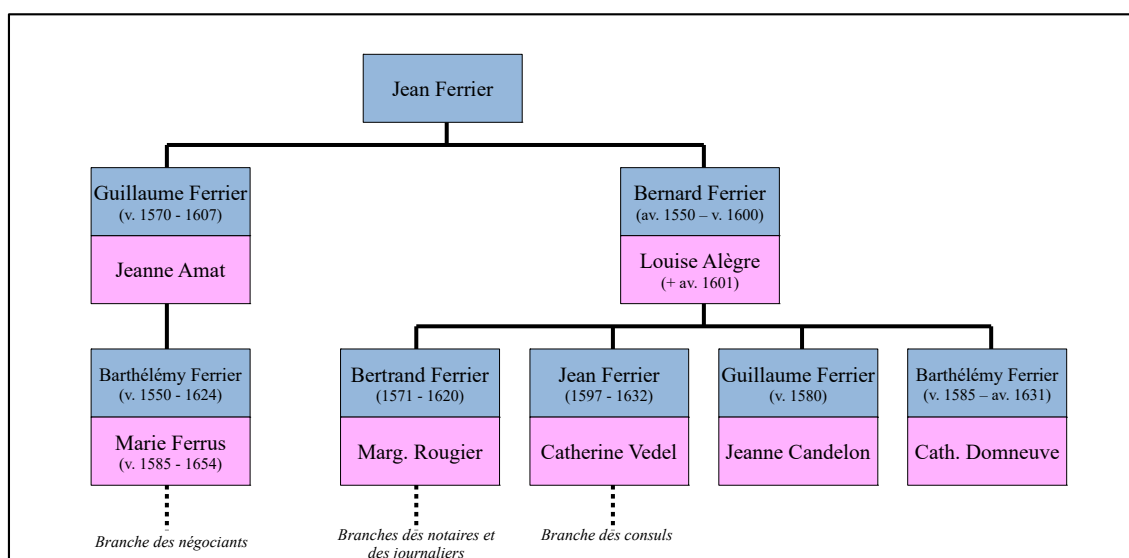 Jean Ferrier
Guillaume Ferrier
(v. 1570 - 1607)
Jeanne Amat
Bernard Ferrier
(av. 1550 – v. 1600)
Louise Alègre
(+ av. 1601)
Barthélémy Ferrier
(v. 1550 - 1624)
Marie Ferrus
(v. 1585 - 1654)
Branche des négociants
Bertrand Ferrier
(1571 - 1620)
Marg. Rougier
Branches des notaires et
des journaliers
Jean Ferrier
(1597 - 1632)
Catherine Vedel
Branche des consuls
Guillaume Ferrier
(v. 1580)
Jeanne Candelon
Barthélémy Ferrier
(v. 1585 – av. 1631)
Cath. Domneuve